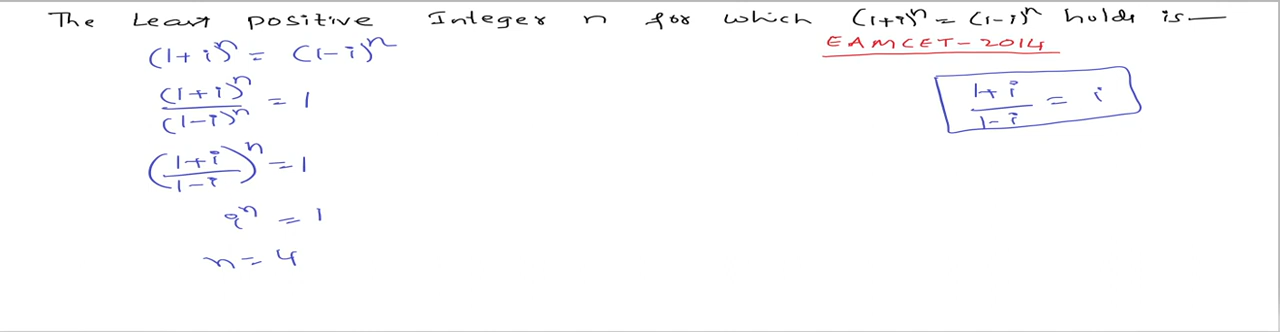 The Least positive Integer n for which (1+i)ⁿ = (1-i)ⁿ holds is —
EAMCET-2014
(1+i)ⁿ = (1-i)ⁿ
(1+i)ⁿ/(1-i)ⁿ = 1
1+i/1-i = i
(1+i/1-i)ⁿ = 1
iⁿ = 1
n = 4